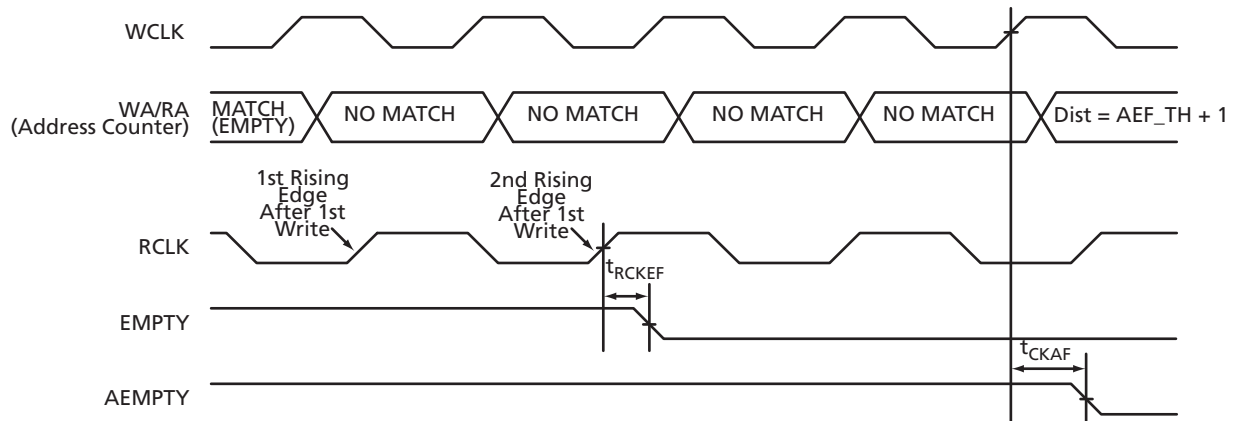 WCLK
WA/RA
(Address Counter)
MATCH
(EMPTY)
NO MATCH
NO MATCH
NO MATCH
NO MATCH
Dist = AEF_TH + 1
1st Rising
Edge
After 1st
Write
2nd Rising
Edge
After 1st
Write
RCLK
tRCKEF
EMPTY
tCKAF
AEMPTY